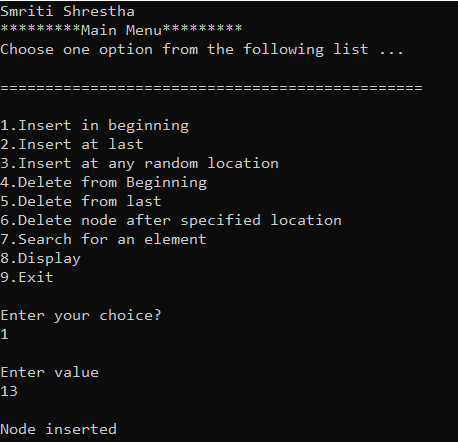 Smriti Shrestha
*********Main Menu*********
Choose one option from the following list ...
===============================================
1.Insert in beginning
2.Insert at last
3.Insert at any random location
4.Delete from Beginning
5.Delete from last
6.Delete node after specified location
7.Search for an element
8.Display
9.Exit
Enter your choice?
1
Enter value
13
Node inserted